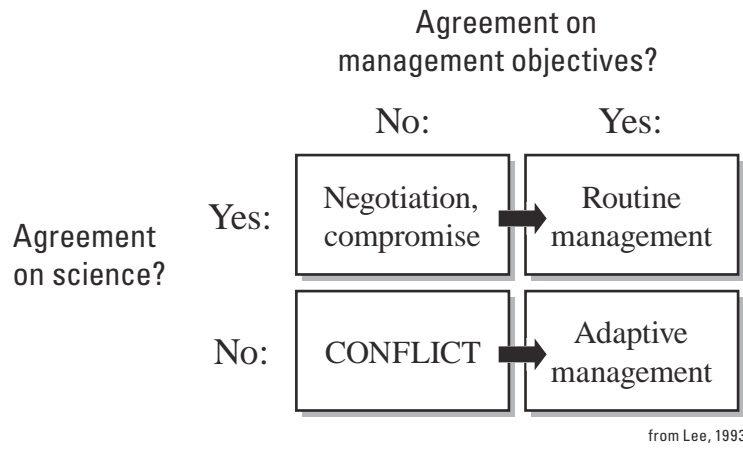 Agreement on
management objectives?
No: Yes:
Agreement
on science?
Yes:
Negotiation,
compromise
Routine
management
No:
CONFLICT
Adaptive
management
from Lee, 1993